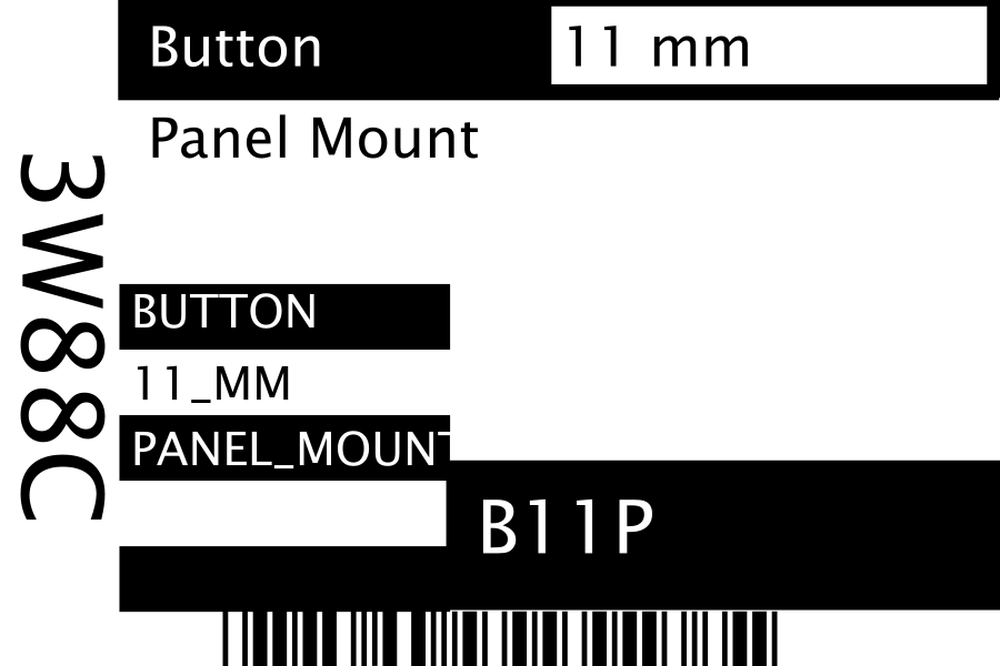 Button
11 mm
Panel Mount
3W88C
BUTTON
11_MM
PANEL_MOUNT
B11P